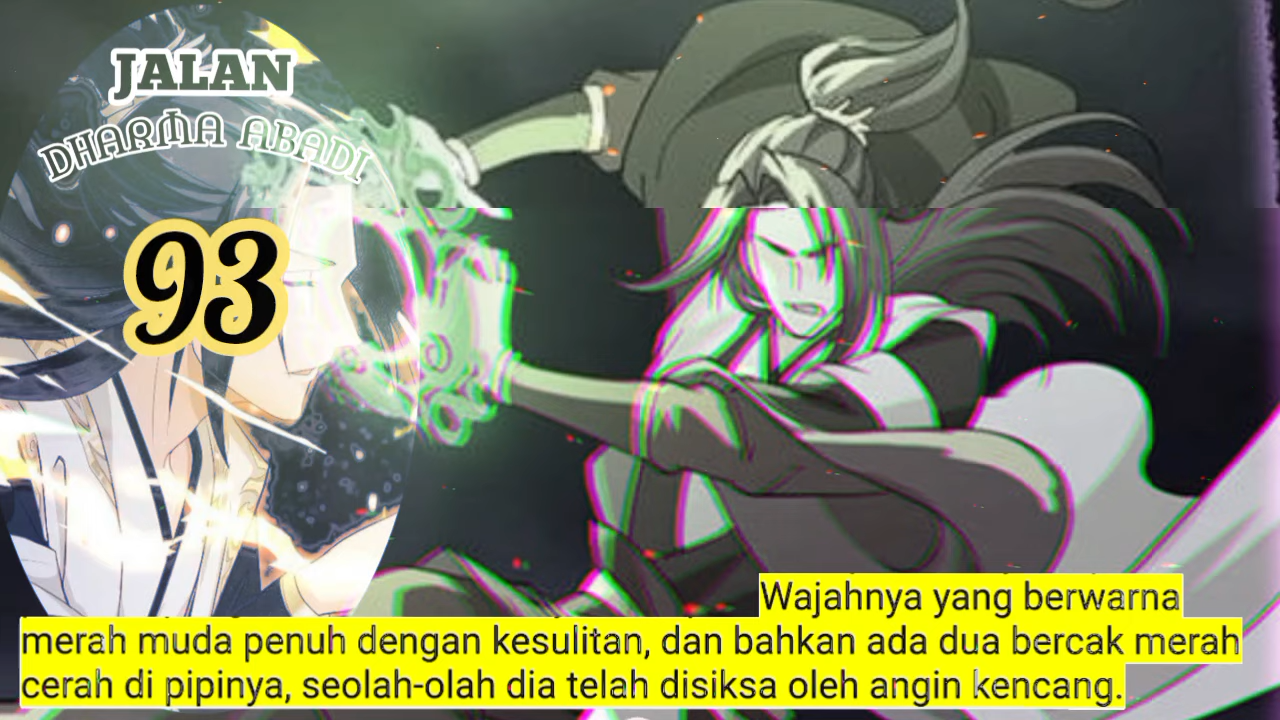 JALAN
DHARMA ABADI
93
Wajahnya yang berwarna
merah muda penuh dengan kesulitan, dan bahkan ada dua bercak merah
cerah di pipinya, seolah-olah dia telah disiksa oleh angin kencang.